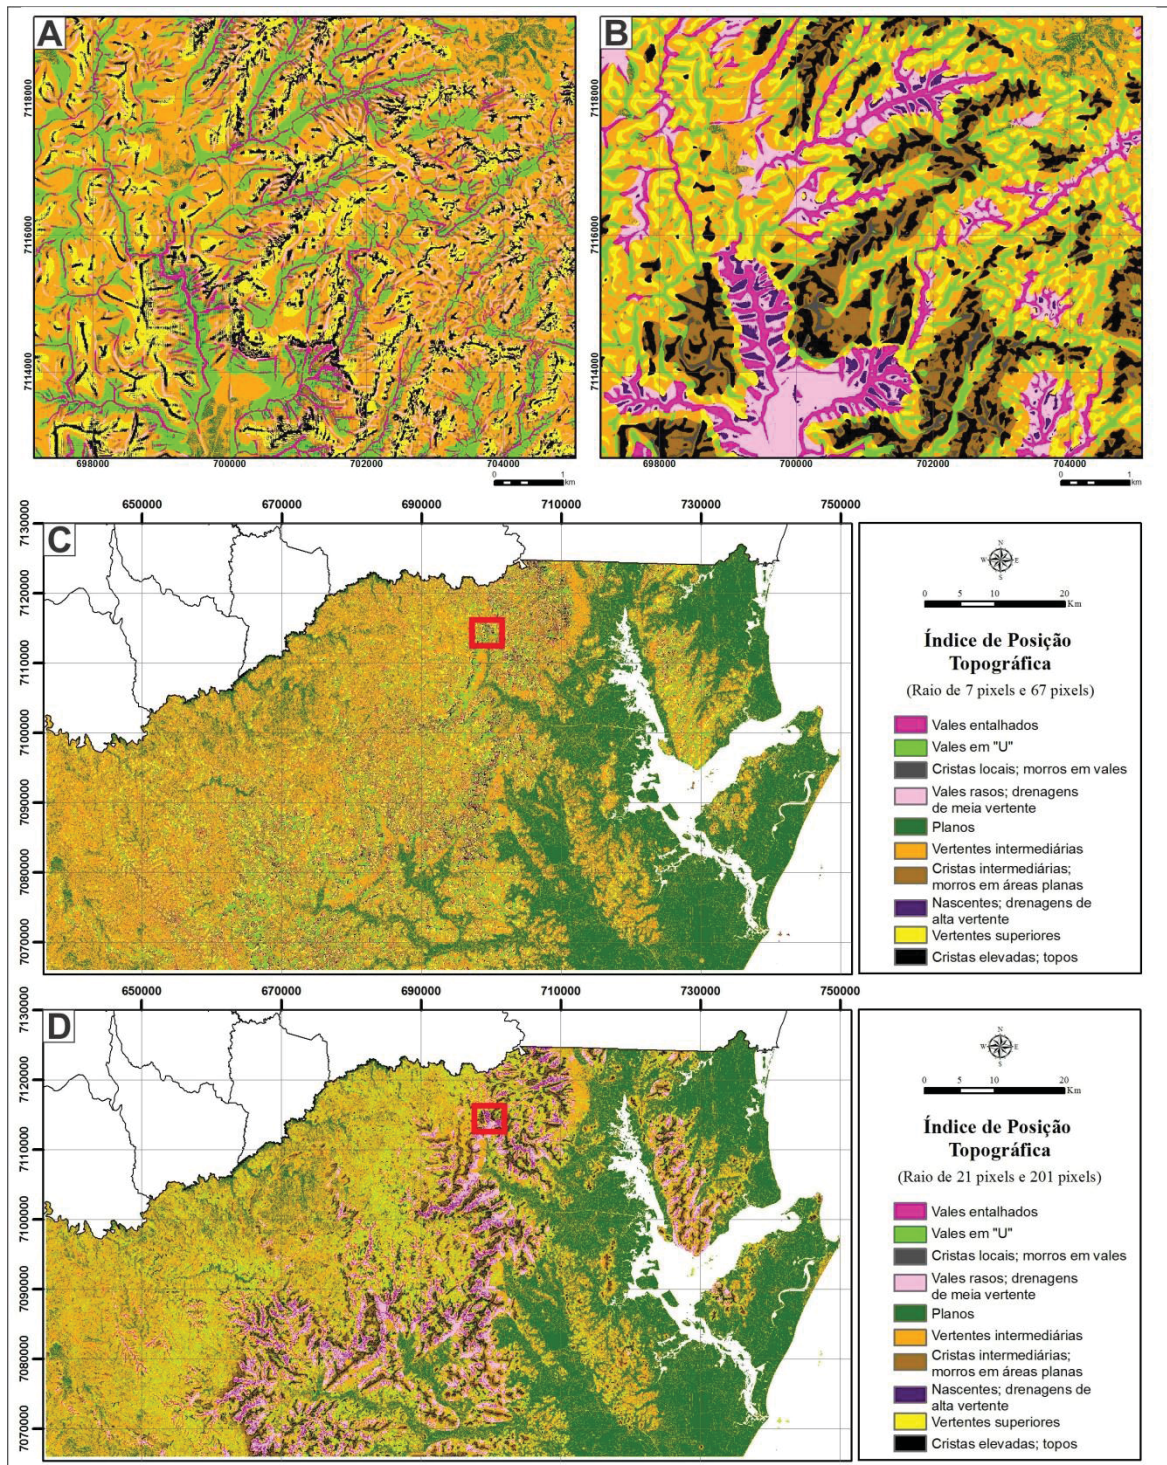 A
B
7118000
7116000
7114000
698000
700000
702000
704000
0
1
km
7118000
7116000
7114000
698000
700000
702000
704000
0
1
km
650000
670000
690000
710000
730000
750000
C
7130000
7120000
7110000
7100000
7090000
7080000
7070000
N
W
E
S
0 5 10 20
Km
Índice de Posição
Topográfica
(Raio de 7 pixels e 67 pixels)
Vales entalhados
Vales em "U"
Cristas locais; morros em vales
Vales rasos; drenagens
de meia vertente
Planos
Vertentes intermediárias
Cristas intermediárias;
morros em áreas planas
Nascentes; drenagens de
alta vertente
Vertentes superiores
Cristas elevadas; topos
650000
670000
690000
710000
730000
750000
D
7130000
7120000
7110000
7100000
7090000
7080000
7070000
N
W
E
S
0 5 10 20
Km
Índice de Posição
Topográfica
(Raio de 21 pixels e 201 pixels)
Vales entalhados
Vales em "U"
Cristas locais; morros em vales
Vales rasos; drenagens
de meia vertente
Planos
Vertentes intermediárias
Cristas intermediárias;
morros em áreas planas
Nascentes; drenagens de
alta vertente
Vertentes superiores
Cristas elevadas; topos